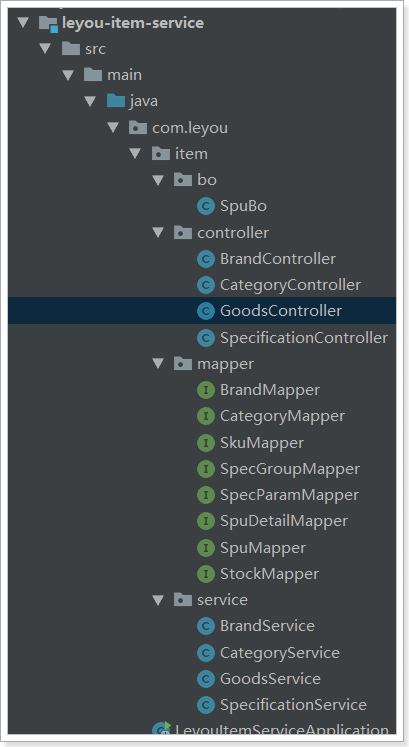 leyou-item-service
src
main
java
com.leyou
item
bo
SpuBo
controller
BrandController
CategoryController
GoodsController
SpecificationController
mapper
BrandMapper
CategoryMapper
SkuMapper
SpecGroupMapper
SpecParamMapper
SpuDetailMapper
SpuMapper
StockMapper
service
BrandService
CategoryService
GoodsService
SpecificationService
LeyouItemServiceApplication